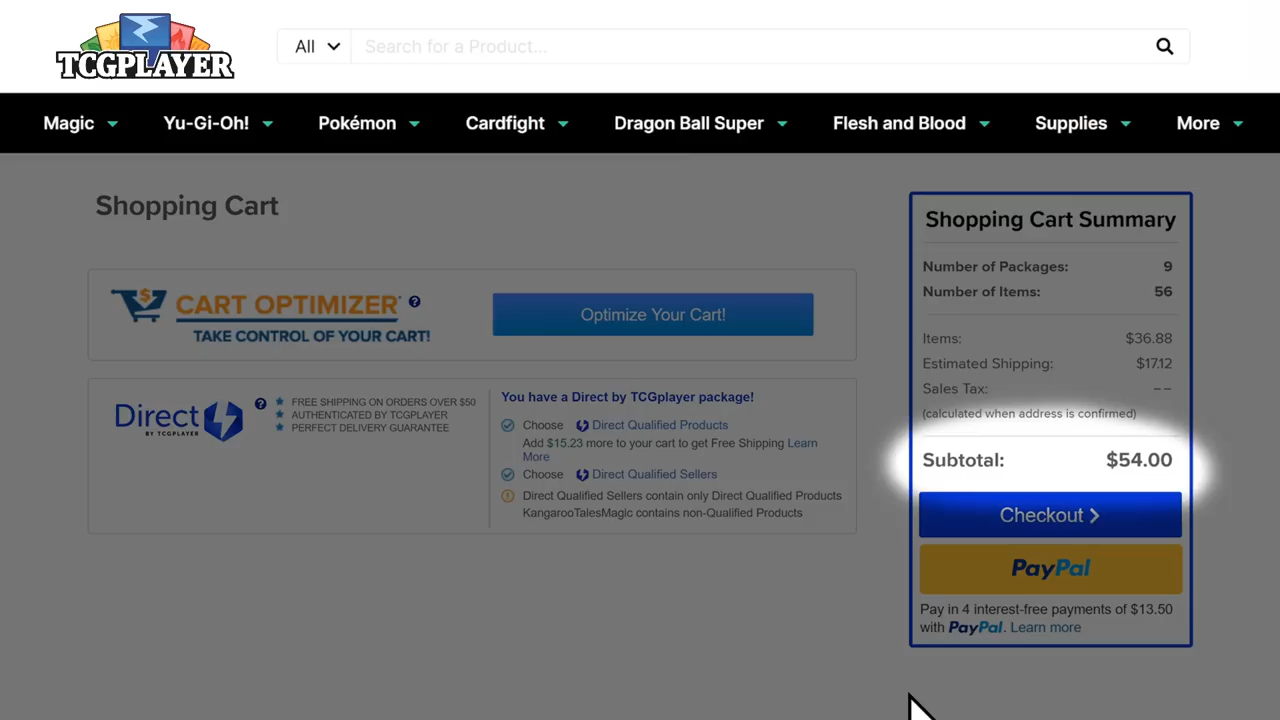 TCGPLAYER
All
Search for a Product...
Magic
Yu-Gi-Oh!
Pokémon
Cardfight
Dragon Ball Super
Flesh and Blood
Supplies
More
Shopping Cart
CART OPTIMIZER
?
TAKE CONTROL OF YOUR CART!
Optimize Your Cart!
Direct
BY TCGPLAYER
?
FREE SHIPPING ON ORDERS OVER $50
AUTHENTICATED BY TCGPLAYER
PERFECT DELIVERY GUARANTEE
You have a Direct by TCGplayer package!
Choose Direct Qualified Products
Add $15.23 more to your cart to get Free Shipping Learn
More
Choose Direct Qualified Sellers
Direct Qualified Sellers contain only Direct Qualified Products
KangarooTalesMagic contains non-Qualified Products
Shopping Cart Summary
Number of Packages: 9
Number of Items: 56
Items: $36.88
Estimated Shipping: $17.12
Sales Tax: --
(calculated when address is confirmed)
Subtotal: $54.00
Checkout
PayPal
Pay in 4 interest-free payments of $13.50
with PayPal. Learn more